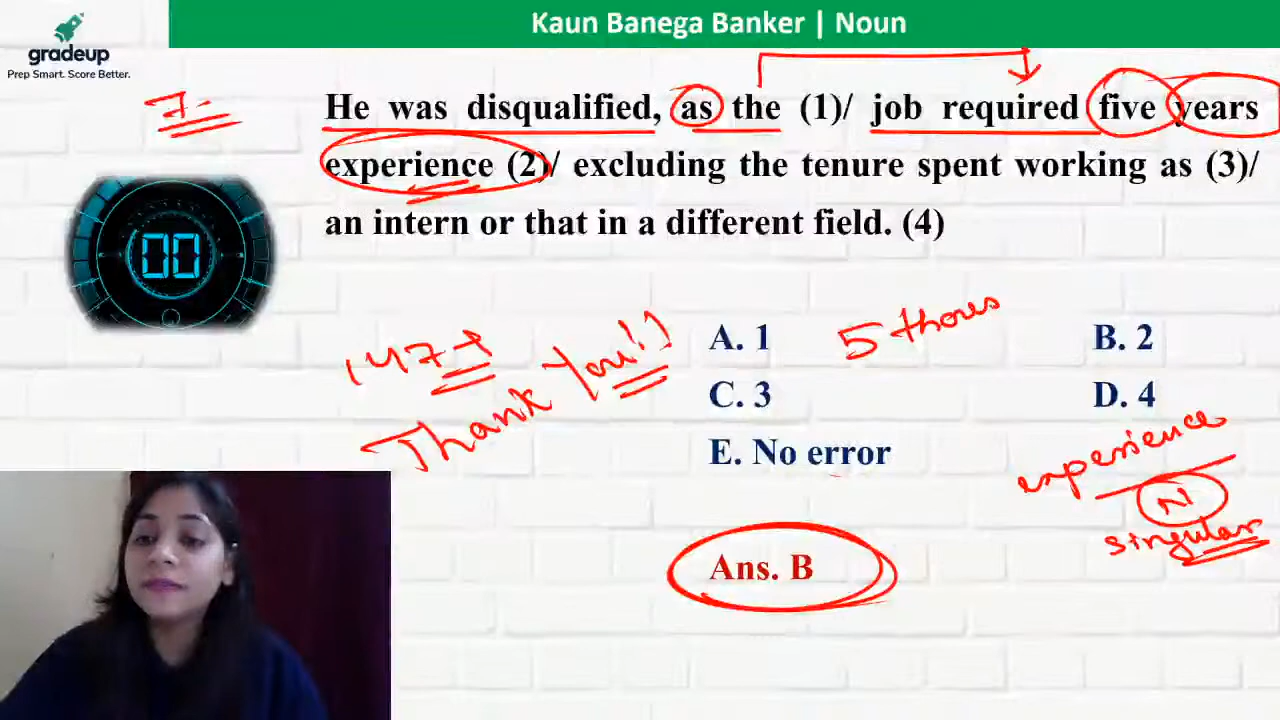 Kaun Banega Banker | Noun
gradeup
Prep Smart. Score Better.
7.
He was disqualified, as the (1)/ job required five years
experience (2)/ excluding the tenure spent working as (3)/
an intern or that in a different field. (4)
00
A. 1
B. 2
C. 3
D. 4
E. No error
Ans. B
147
Thank You!!
5
experience
N
singular